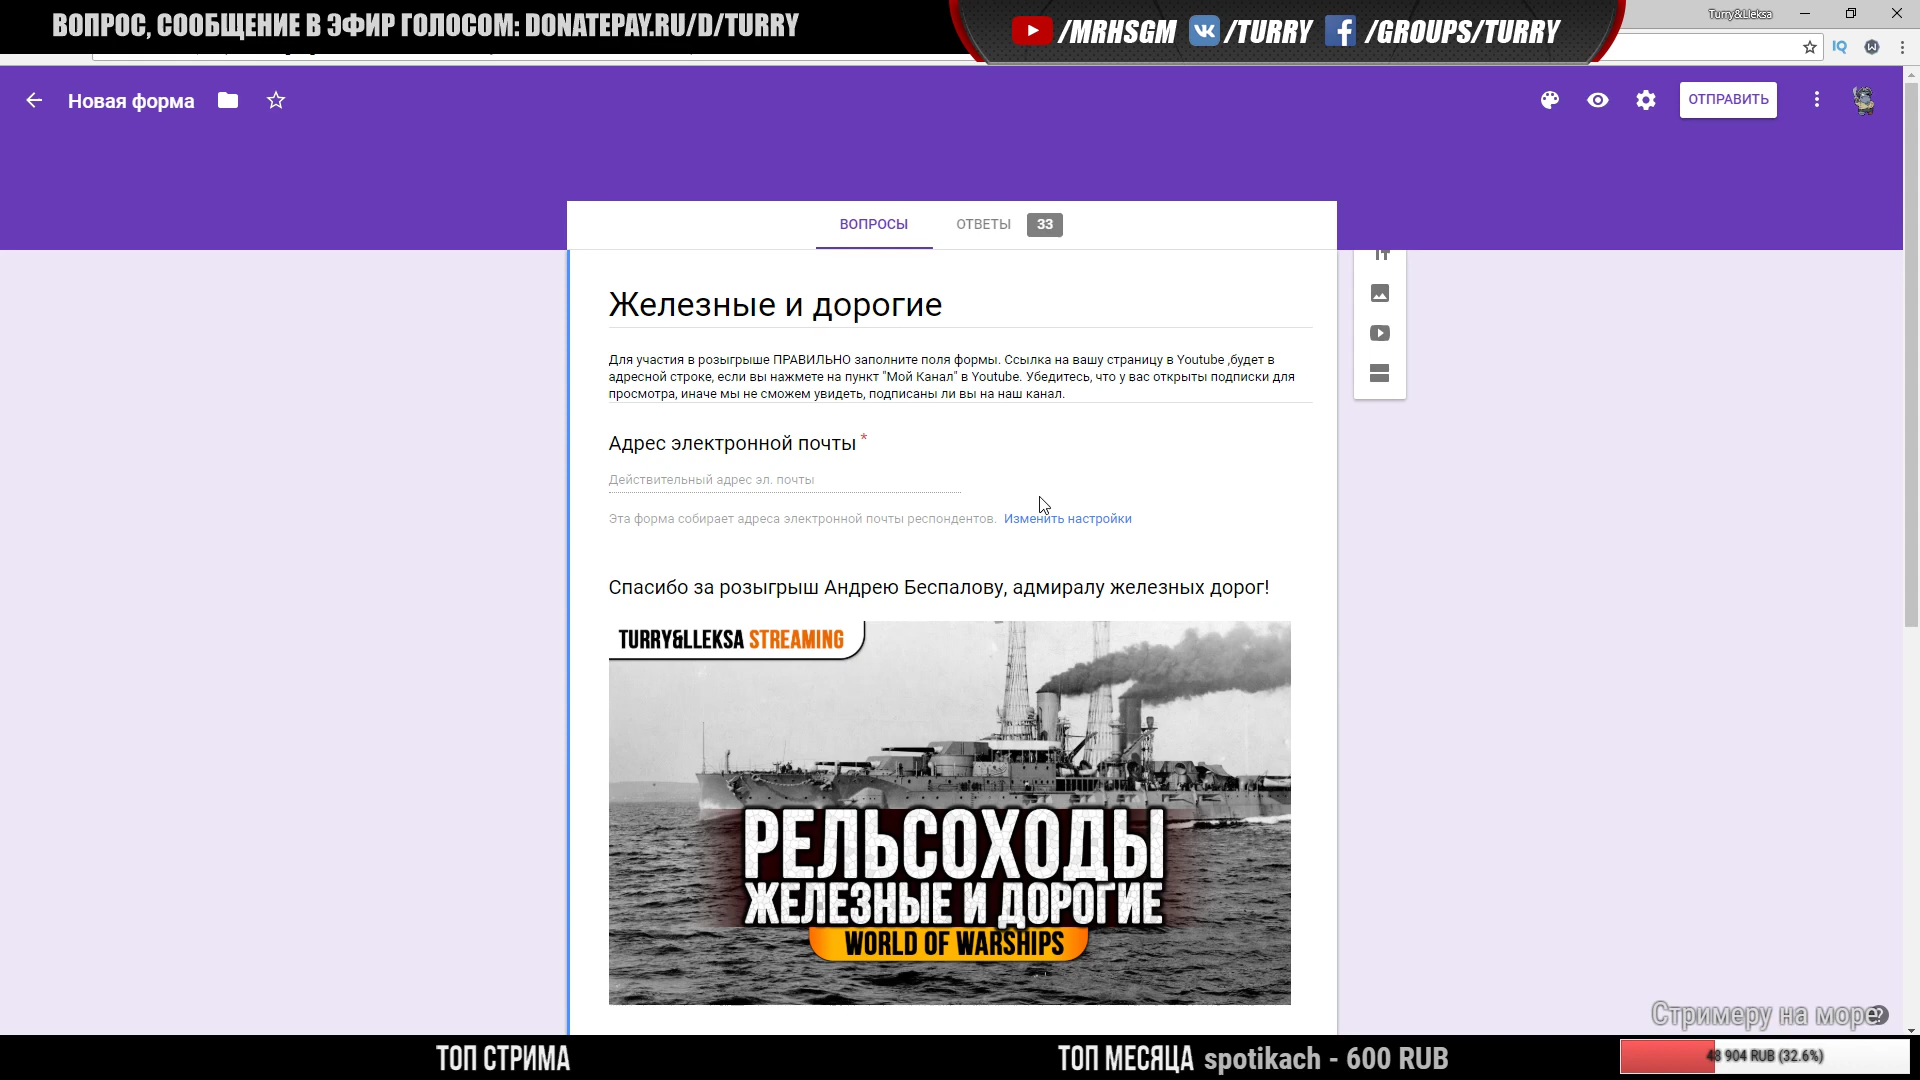 ВОПРОС, СООБЩЕНИЕ В ЭФИР ГОЛОСОМ: DONATEPAY.RU/D/TURRY
/MRHSGM /TURRY /GROUPS/TURRY
Turry&Lleksa
IQ
Новая форма
ОТПРАВИТЬ
ВОПРОСЫ
ОТВЕТЫ 33
Железные и дорогие
Для участия в розыгрыше ПРАВИЛЬНО заполните поля формы. Ссылка на вашу страницу в Youtube ,будет в
адресной строке, если вы нажмете на пункт "Мой Канал" в Youtube. Убедитесь, что у вас открыты подписки для
просмотра, иначе мы не сможем увидеть, подписаны ли вы на наш канал.
Адрес электронной почты *
Действительный адрес эл. почты
Эта форма собирает адреса электронной почты респондентов. Изменить настройки
Спасибо за розыгрыш Андрею Беспалову, адмиралу железных дорог!
TURRY&LLEKSA STREAMING
РЕЛЬСОХОДЫ
ЖЕЛЕЗНЫЕ И ДОРОГИЕ
WORLD OF WARSHIPS
Стримеру на море
ТОП СТРИМА
ТОП МЕСЯЦА spotikach - 600 RUB
48 904 RUB (32.6%)